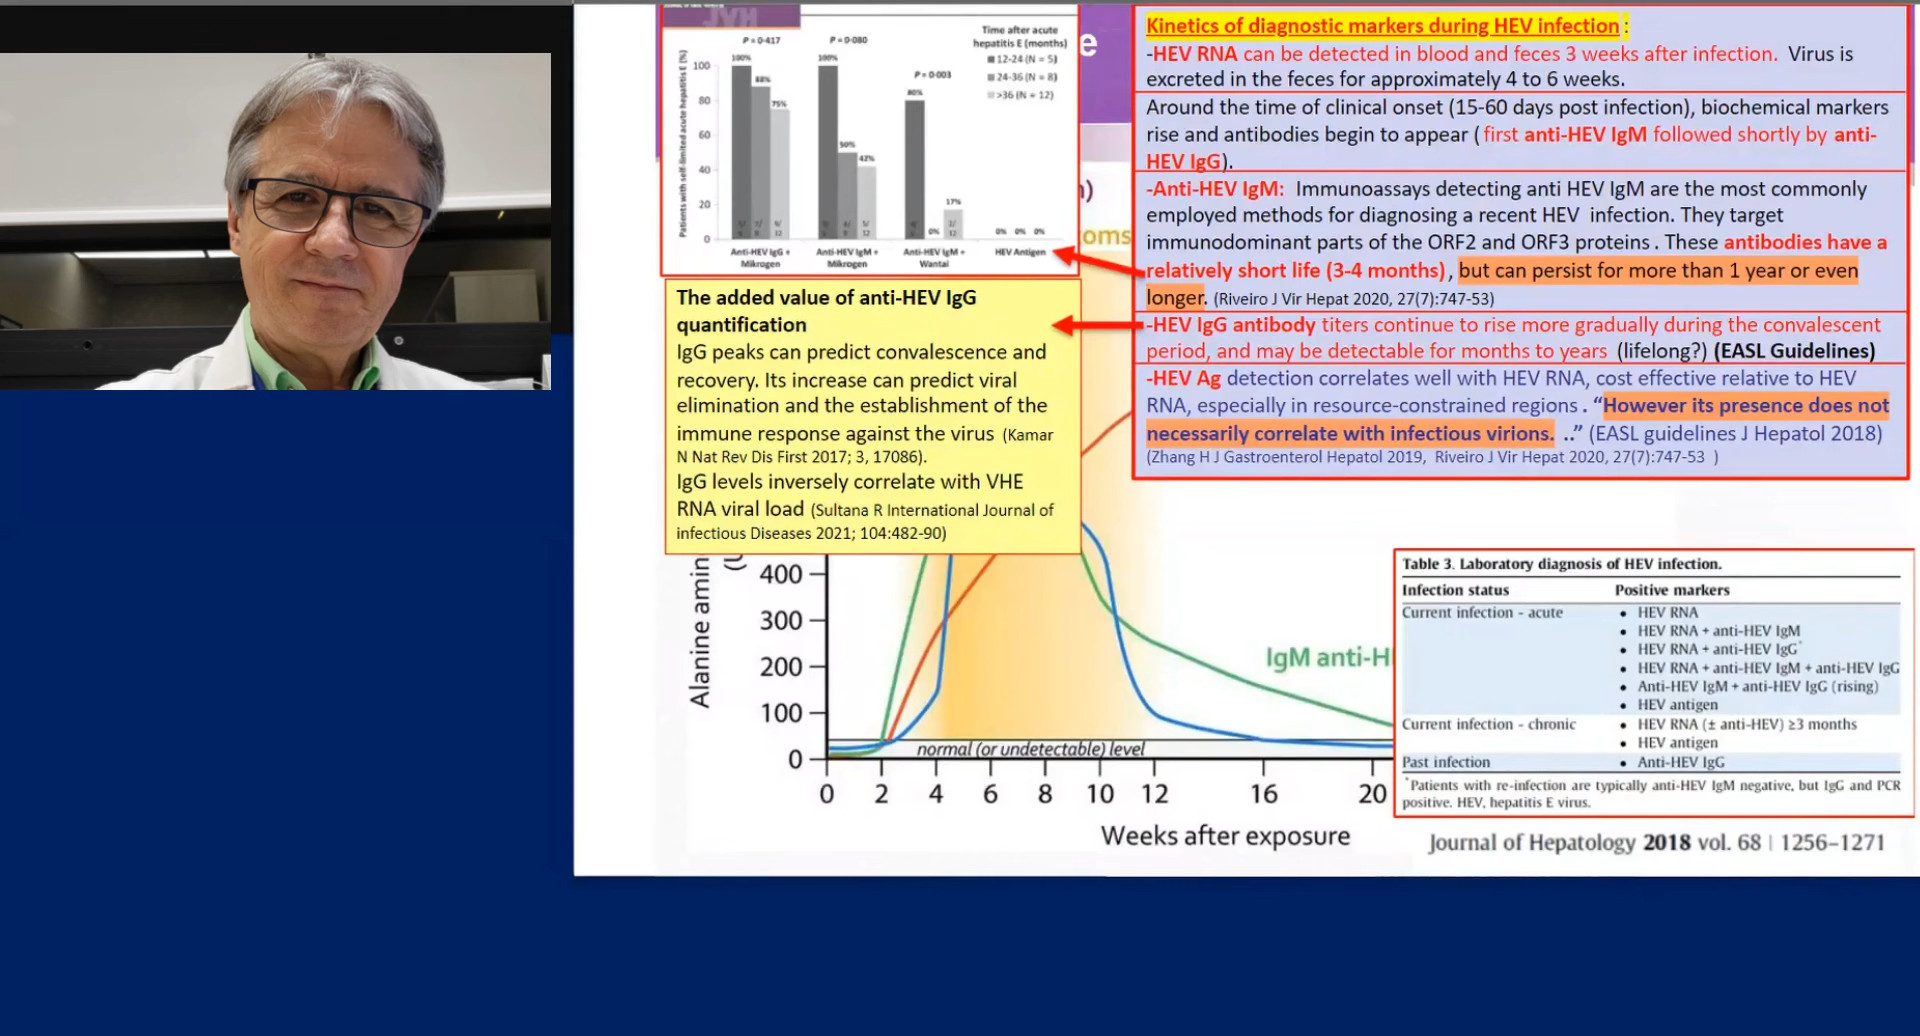 JVH
P = 0·417
P = 0·080
P = 0·003
Time after acute
hepatitis E (months)
12-24 (N = 5)
24-36 (N = 8)
>36 (N = 12)
Patients with self-limited acute hepatitis E (%)
100
80
60
40
20
0
100%
88%
75%
100%
50%
42%
80%
0%
17%
0% 0% 0%
Anti-HEV IgG +
Mikrogen
Anti-HEV IgM +
Mikrogen
Anti-HEV IgM +
Wantai
HEV Antigen
e
)
toms
The added value of anti-HEV IgG
quantification
IgG peaks can predict convalescence and
recovery. Its increase can predict viral
elimination and the establishment of the
immune response against the virus (Kamar
N Nat Rev Dis First 2017; 3, 17086).
IgG levels inversely correlate with VHE
RNA viral load (Sultana R International Journal of
infectious Diseases 2021; 104:482-90)
Kinetics of diagnostic markers during HEV infection :
-HEV RNA can be detected in blood and feces 3 weeks after infection. Virus is
excreted in the feces for approximately 4 to 6 weeks.
Around the time of clinical onset (15-60 days post infection), biochemical markers
rise and antibodies begin to appear ( first anti-HEV IgM followed shortly by anti-
HEV IgG).
-Anti-HEV IgM: Immunoassays detecting anti HEV IgM are the most commonly
employed methods for diagnosing a recent HEV infection. They target
immunodominant parts of the ORF2 and ORF3 proteins . These antibodies have a
relatively short life (3-4 months) , but can persist for more than 1 year or even
longer. (Riveiro J Vir Hepat 2020, 27(7):747-53)
-HEV IgG antibody titers continue to rise more gradually during the convalescent
period, and may be detectable for months to years (lifelong?) (EASL Guidelines)
-HEV Ag detection correlates well with HEV RNA, cost effective relative to HEV
RNA, especially in resource-constrained regions . “However its presence does not
necessarily correlate with infectious virions. ..” (EASL guidelines J Hepatol 2018)
(Zhang H J Gastroenterol Hepatol 2019, Riveiro J Vir Hepat 2020, 27(7):747-53 )
Alanine amin
(U
400
300
200
100
0
IgM anti-H
normal (or undetectable) level
0 2 4 6 8 10 12 16 20
Weeks after exposure
Table 3. Laboratory diagnosis of HEV infection.
Infection status Positive markers
Current infection - acute • HEV RNA
• HEV RNA + anti-HEV IgM
• HEV RNA + anti-HEV IgG*
• HEV RNA + anti-HEV IgM + anti-HEV IgG
• Anti-HEV IgM + anti-HEV IgG (rising)
• HEV antigen
Current infection - chronic • HEV RNA (± anti-HEV) ≥3 months
• HEV antigen
Past infection • Anti-HEV IgG
*Patients with re-infection are typically anti-HEV IgM negative, but IgG and PCR
positive. HEV, hepatitis E virus.
Journal of Hepatology 2018 vol. 68 | 1256–1271